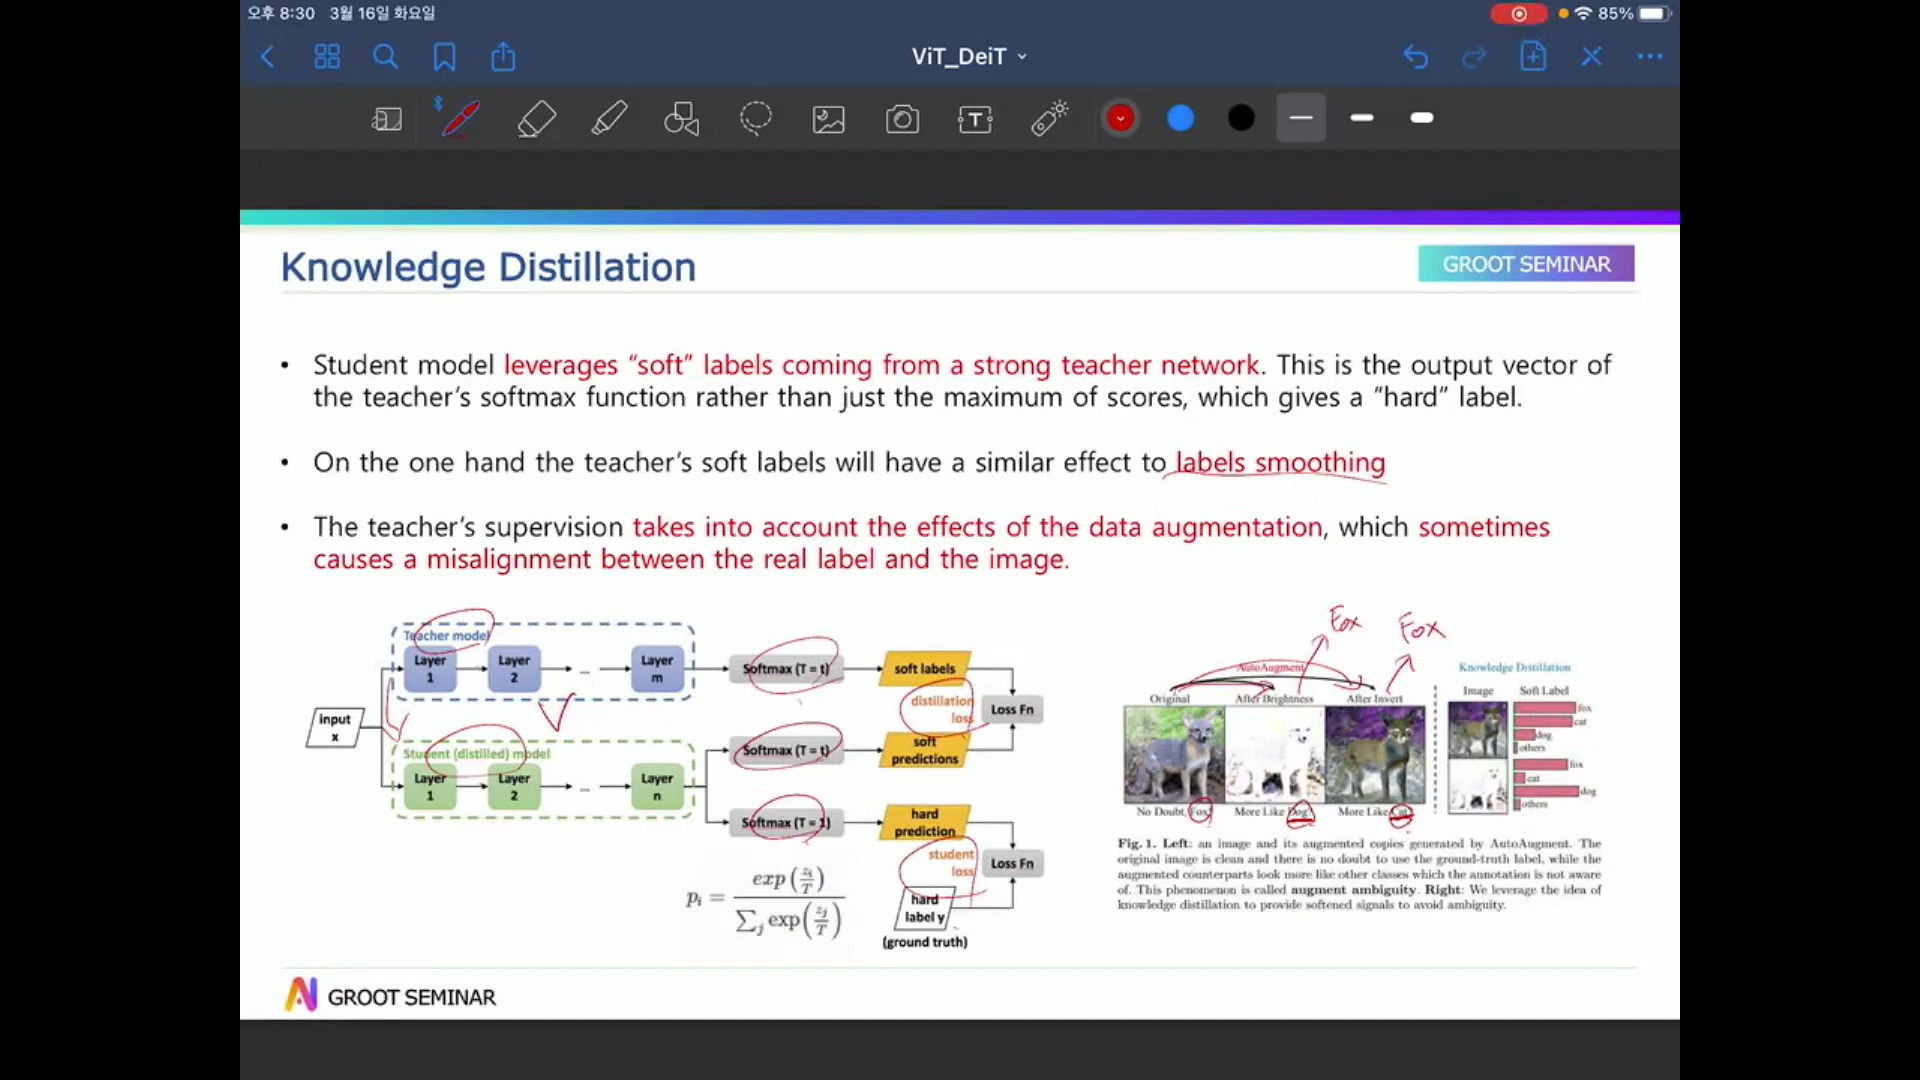 오후 8:30 3월 16일 화요일
85%
ViT_DeiT
T
Knowledge Distillation
GROOT SEMINAR
• Student model leverages “soft” labels coming from a strong teacher network. This is the output vector of
the teacher’s softmax function rather than just the maximum of scores, which gives a “hard” label.
• On the one hand the teacher’s soft labels will have a similar effect to labels smoothing
• The teacher’s supervision takes into account the effects of the data augmentation, which sometimes
causes a misalignment between the real label and the image.
Teacher model
Layer
1
Layer
2
...
Layer
m
Softmax (T = t)
soft labels
distillation
loss
Loss Fn
input
x
Student (distilled) model
Layer
1
Layer
2
...
Layer
n
Softmax (T = t)
soft
predictions
Softmax (T = 1)
hard
prediction
student
loss
Loss Fn
hard
label y
(ground truth)
pᵢ = exp(zᵢ/T) / ∑ⱼ exp(zⱼ/T)
Fox
Fox
AutoAugment
Original
After Brightness
After Invert
No Doubt, Fox!
More Like Dog?
More Like Cat?
Knowledge Distillation
Image
Soft Label
fox
cat
dog
others
fox
cat
dog
others
Fig. 1. Left: an image and its augmented copies generated by AutoAugment. The
original image is clean and there is no doubt to use the ground-truth label, while the
augmented counterparts look more like other classes which the annotation is not aware
of. This phenomenon is called augment ambiguity. Right: We leverage the idea of
knowledge distillation to provide softened signals to avoid ambiguity.
GROOT SEMINAR